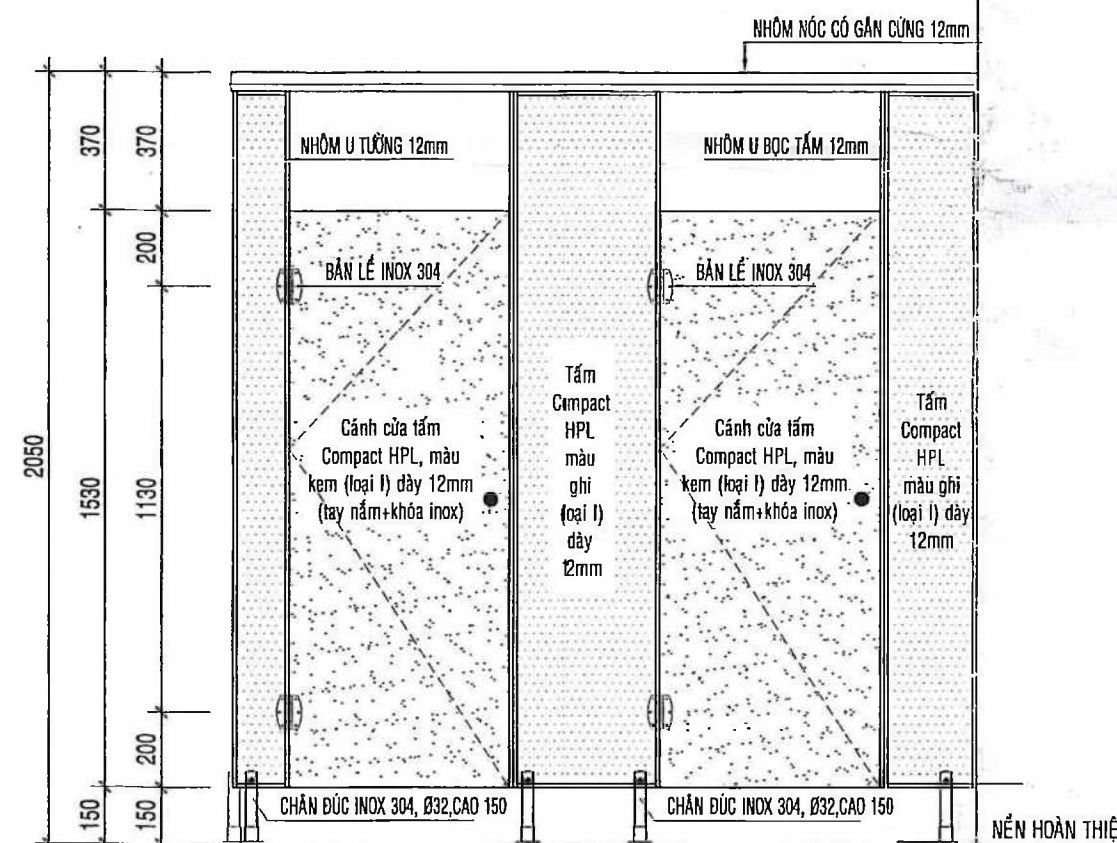 NHÔM NÓC CÓ GÂN CỨNG 12mm
370
370
NHÔM U TƯỜNG 12mm
NHÔM U BỌC TẤM 12mm
200
BẢN LỀ INOX 304
BẢN LỀ INOX 304
2050
1530
1130
Cánh cửa tấm
Compact HPL, màu
kem (loại I) dày 12mm
(tay nắm+khóa inox)
Tấm
Compact
HPL
màu
ghi
(loại I)
dày
12mm
Cánh cửa tấm
Compact HPL, màu
kem (loại I) dày 12mm
(tay nắm+khóa inox)
Tấm
Compact
HPL
màu ghi
(loại I) dày
12mm
200
150
150
CHÂN ĐÚC INOX 304, Ø32,CAO 150
CHÂN ĐÚC INOX 304, Ø32,CAO 150
NỀN HOÀN THIỆ